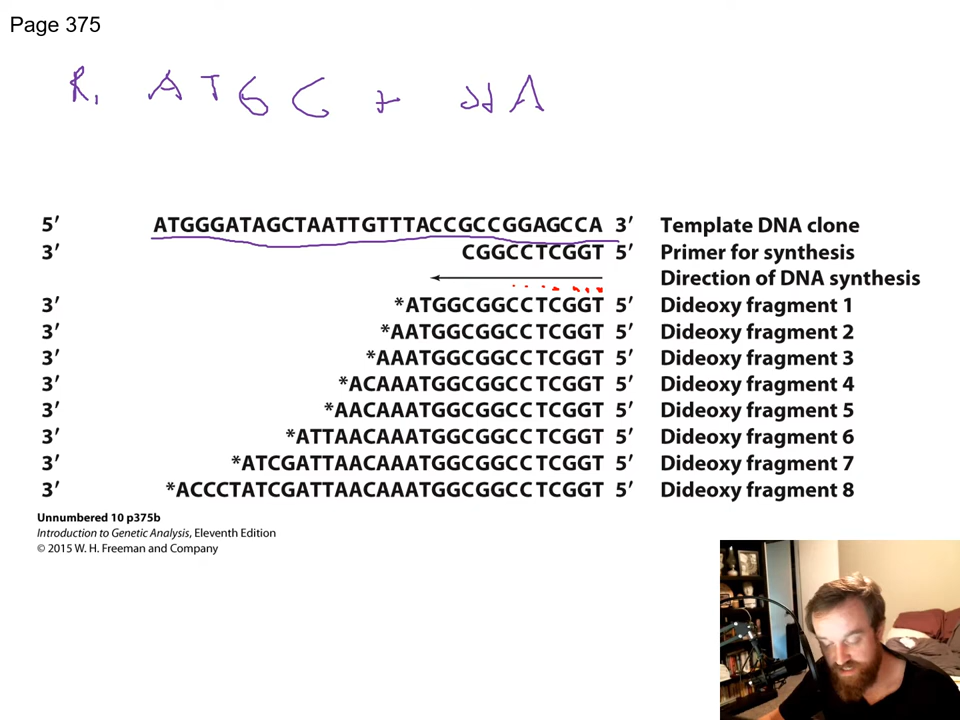 Page 375
R, ATGC + ddA
5′ ATGGGATAGCTAATTGTTTACCGCCGGAGCCA 3′ Template DNA clone
3′ CGGCCTCGGT 5′ Primer for synthesis
Direction of DNA synthesis
3′ *ATGGCGGCCTCGGT 5′ Dideoxy fragment 1
3′ *AATGGCGGCCTCGGT 5′ Dideoxy fragment 2
3′ *AAATGGCGGCCTCGGT 5′ Dideoxy fragment 3
3′ *ACAAATGGCGGCCTCGGT 5′ Dideoxy fragment 4
3′ *AACAAATGGCGGCCTCGGT 5′ Dideoxy fragment 5
3′ *ATTAACAAATGGCGGCCTCGGT 5′ Dideoxy fragment 6
3′ *ATCGATTAACAAATGGCGGCCTCGGT 5′ Dideoxy fragment 7
3′ *ACCCTATCGATTAACAAATGGCGGCCTCGGT 5′ Dideoxy fragment 8
Unnumbered 10 p375b
Introduction to Genetic Analysis, Eleventh Edition
© 2015 W. H. Freeman and Company